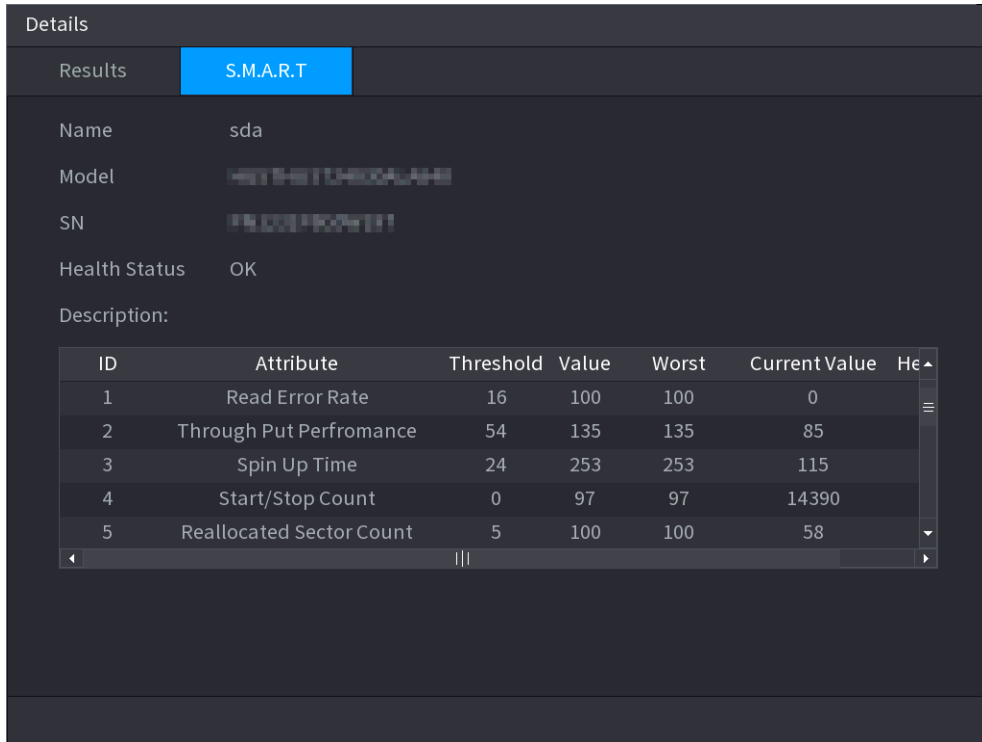 Details
Results S.M.A.R.T
Name sda
Model
SN
Health Status OK
Description:
ID Attribute Threshold Value Worst Current Value He
1 Read Error Rate 16 100 100 0
2 Through Put Perfromance 54 135 135 85
3 Spin Up Time 24 253 253 115
4 Start/Stop Count 0 97 97 14390
5 Reallocated Sector Count 5 100 100 58